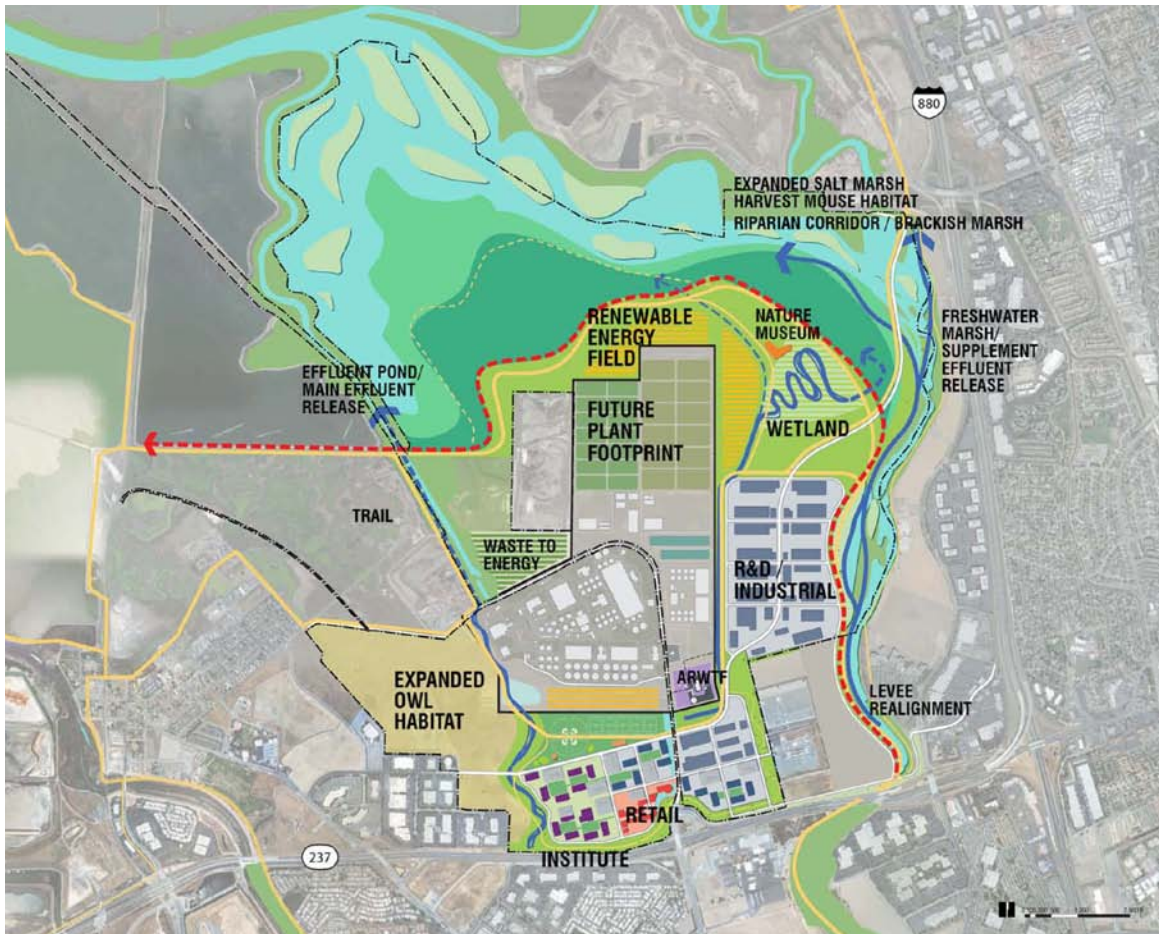 880
EXPANDED SALT MARSH
HARVEST MOUSE HABITAT
RIPARIAN CORRIDOR / BRACKISH MARSH
RENEWABLE
ENERGY
FIELD
NATURE
MUSEUM
FRESHWATER
MARSH/
SUPPLEMENT
EFFLUENT
RELEASE
EFFLUENT POND/
MAIN EFFLUENT
RELEASE
FUTURE
PLANT
FOOTPRINT
WETLAND
TRAIL
WASTE TO
ENERGY
R&D
INDUSTRIAL
EXPANDED
OWL
HABITAT
ARWTF
LEVEE
REALIGNMENT
RETAIL
INSTITUTE
237